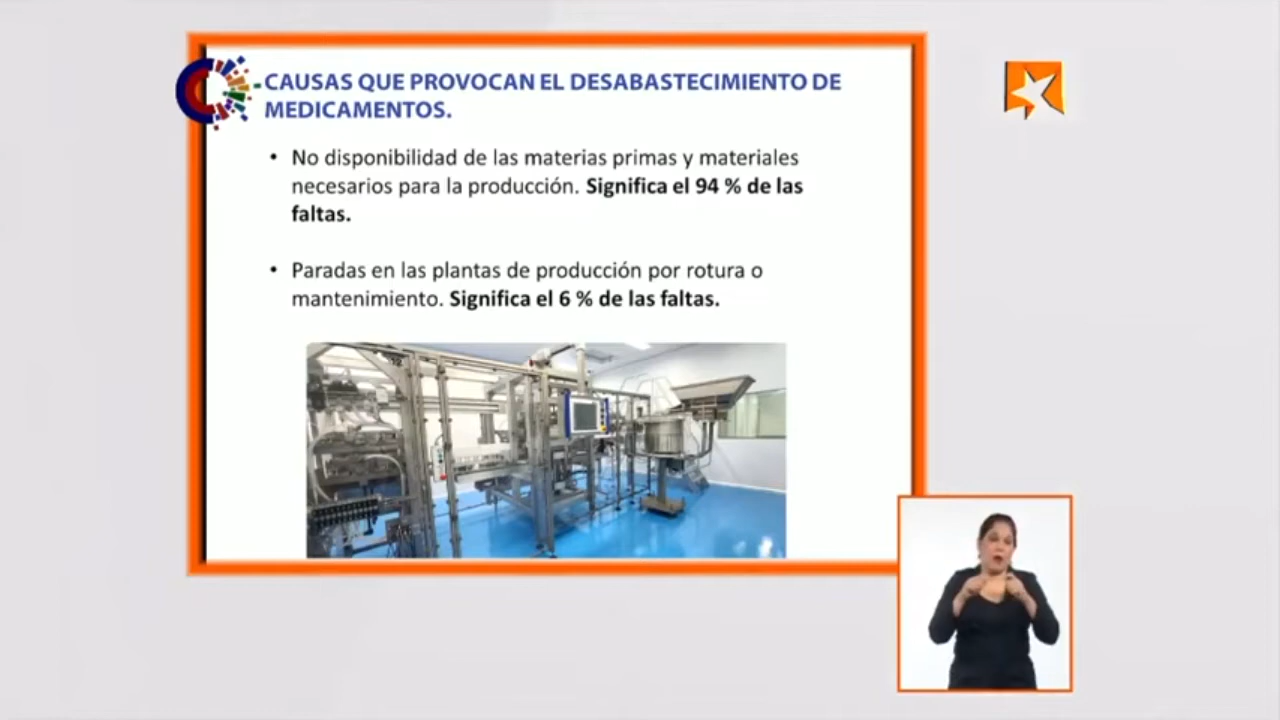 CAUSAS QUE PROVOCAN EL DESABASTECIMIENTO DE
MEDICAMENTOS.
• No disponibilidad de las materias primas y materiales
necesarios para la producción. Significa el 94 % de las
faltas.
• Paradas en las plantas de producción por rotura o
mantenimiento. Significa el 6 % de las faltas.